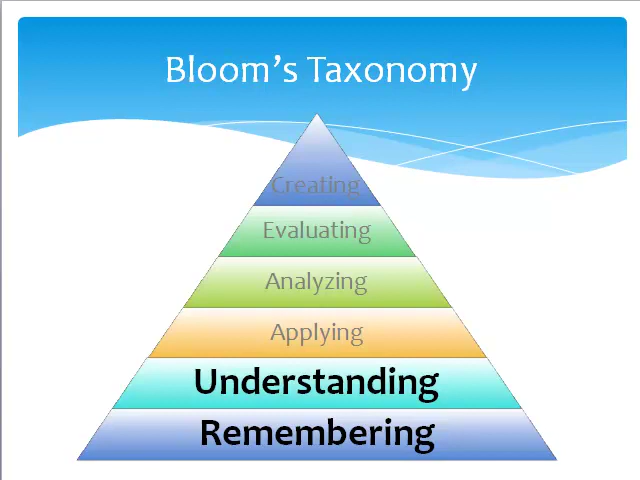 Bloom’s Taxonomy
Creating
Evaluating
Analyzing
Applying
Understanding
Remembering